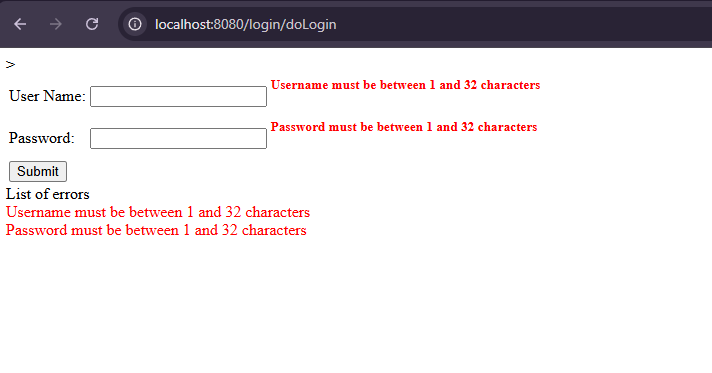 localhost:8080/login/doLogin
>
User Name: Username must be between 1 and 32 characters
Password: Password must be between 1 and 32 characters
Submit
List of errors
Username must be between 1 and 32 characters
Password must be between 1 and 32 characters